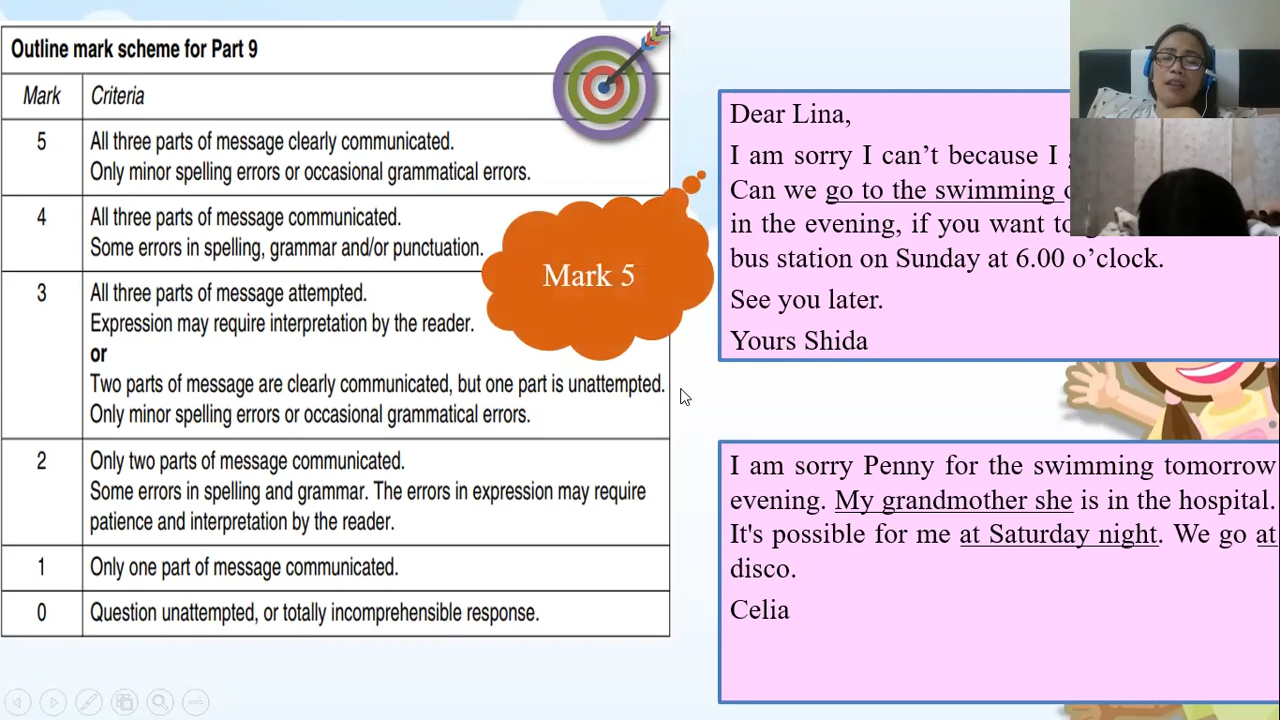 Outline mark scheme for Part 9
Mark Criteria
5 All three parts of message clearly communicated.
Only minor spelling errors or occasional grammatical errors.
4 All three parts of message communicated.
Some errors in spelling, grammar and/or punctuation.
3 All three parts of message attempted.
Expression may require interpretation by the reader.
or
Two parts of message are clearly communicated, but one part is unattempted.
Only minor spelling errors or occasional grammatical errors.
2 Only two parts of message communicated.
Some errors in spelling and grammar. The errors in expression may require
patience and interpretation by the reader.
1 Only one part of message communicated.
0 Question unattempted, or totally incomprehensible response.
Mark 5
Dear Lina,
I am sorry I can't because I
Can we go to the swimming
in the evening, if you want to
bus station on Sunday at 6.00 o'clock.
See you later.
Yours Shida
I am sorry Penny for the swimming tomorrow
evening. My grandmother she is in the hospital.
It's possible for me at Saturday night. We go at
disco.
Celia